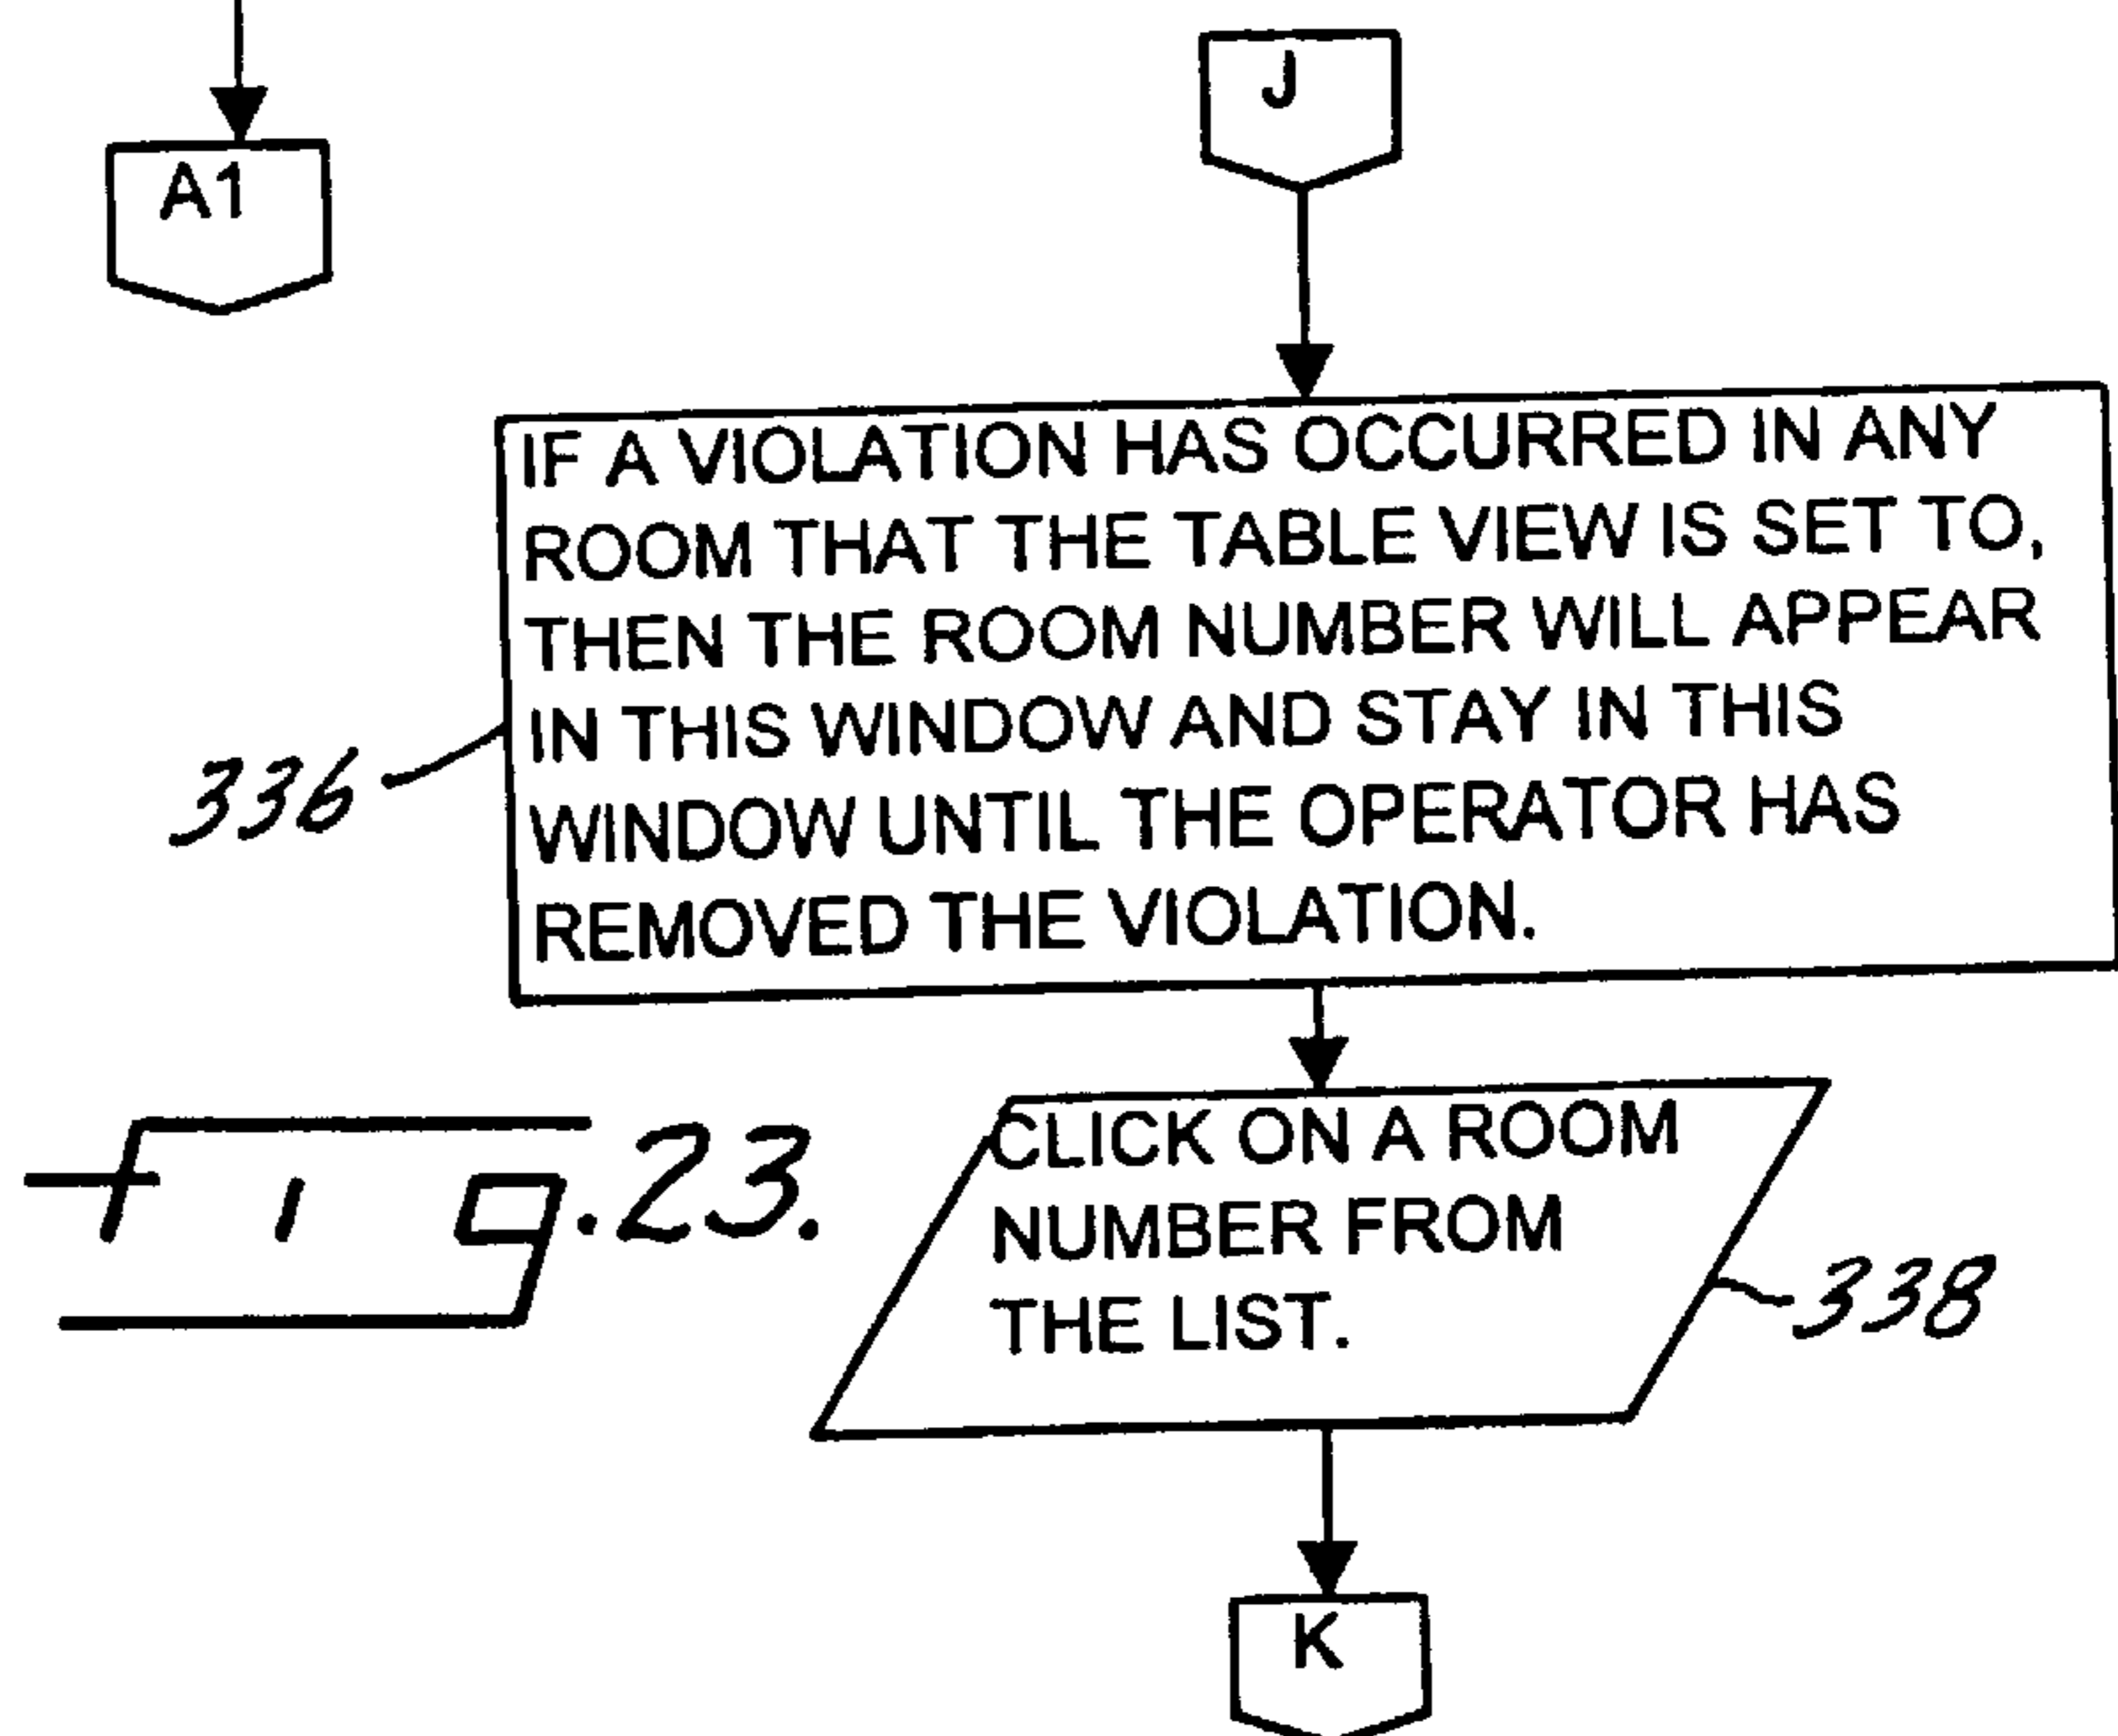 A1
J
IF A VIOLATION HAS OCCURRED IN ANY
ROOM THAT THE TABLE VIEW IS SET TO,
THEN THE ROOM NUMBER WILL APPEAR
IN THIS WINDOW AND STAY IN THIS
WINDOW UNTIL THE OPERATOR HAS
REMOVED THE VIOLATION.
336
CLICK ON A ROOM
NUMBER FROM
THE LIST.
338
Fig.23.
K